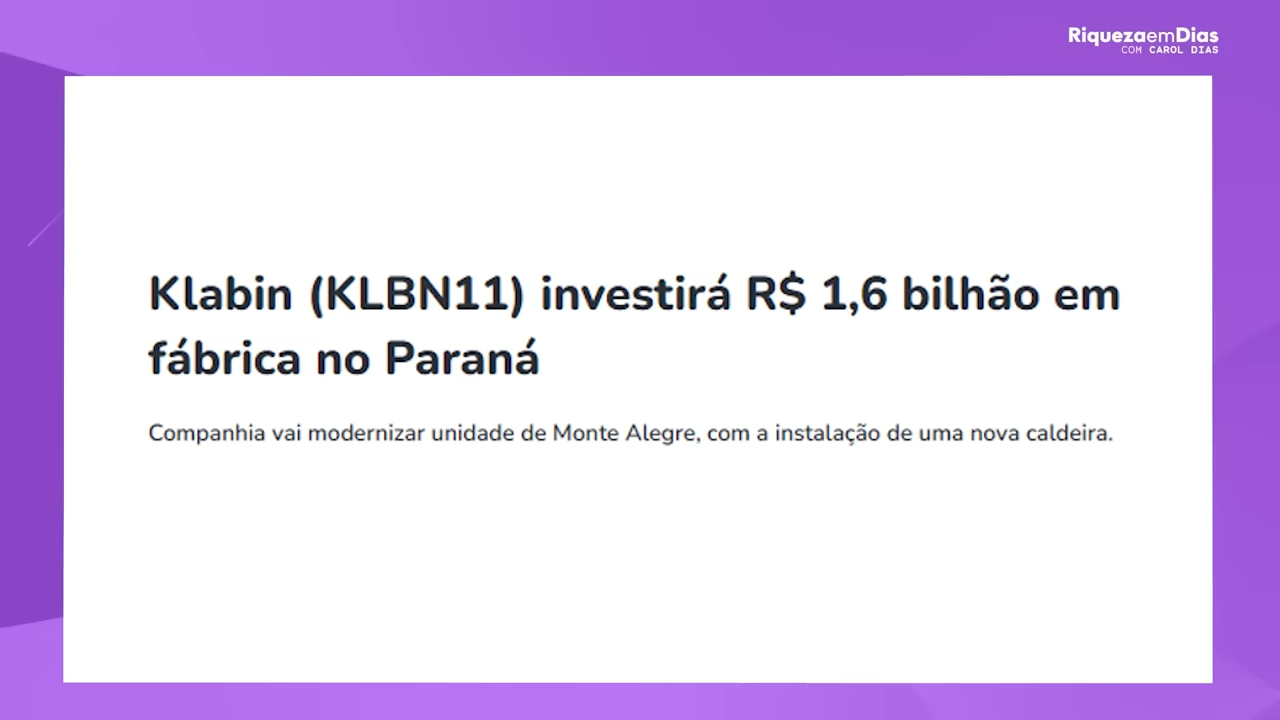 RiquezaemDias
COM CAROL DIAS
Klabin (KLBN11) investirá R$ 1,6 bilhão em
fábrica no Paraná
Companhia vai modernizar unidade de Monte Alegre, com a instalação de uma nova caldeira.